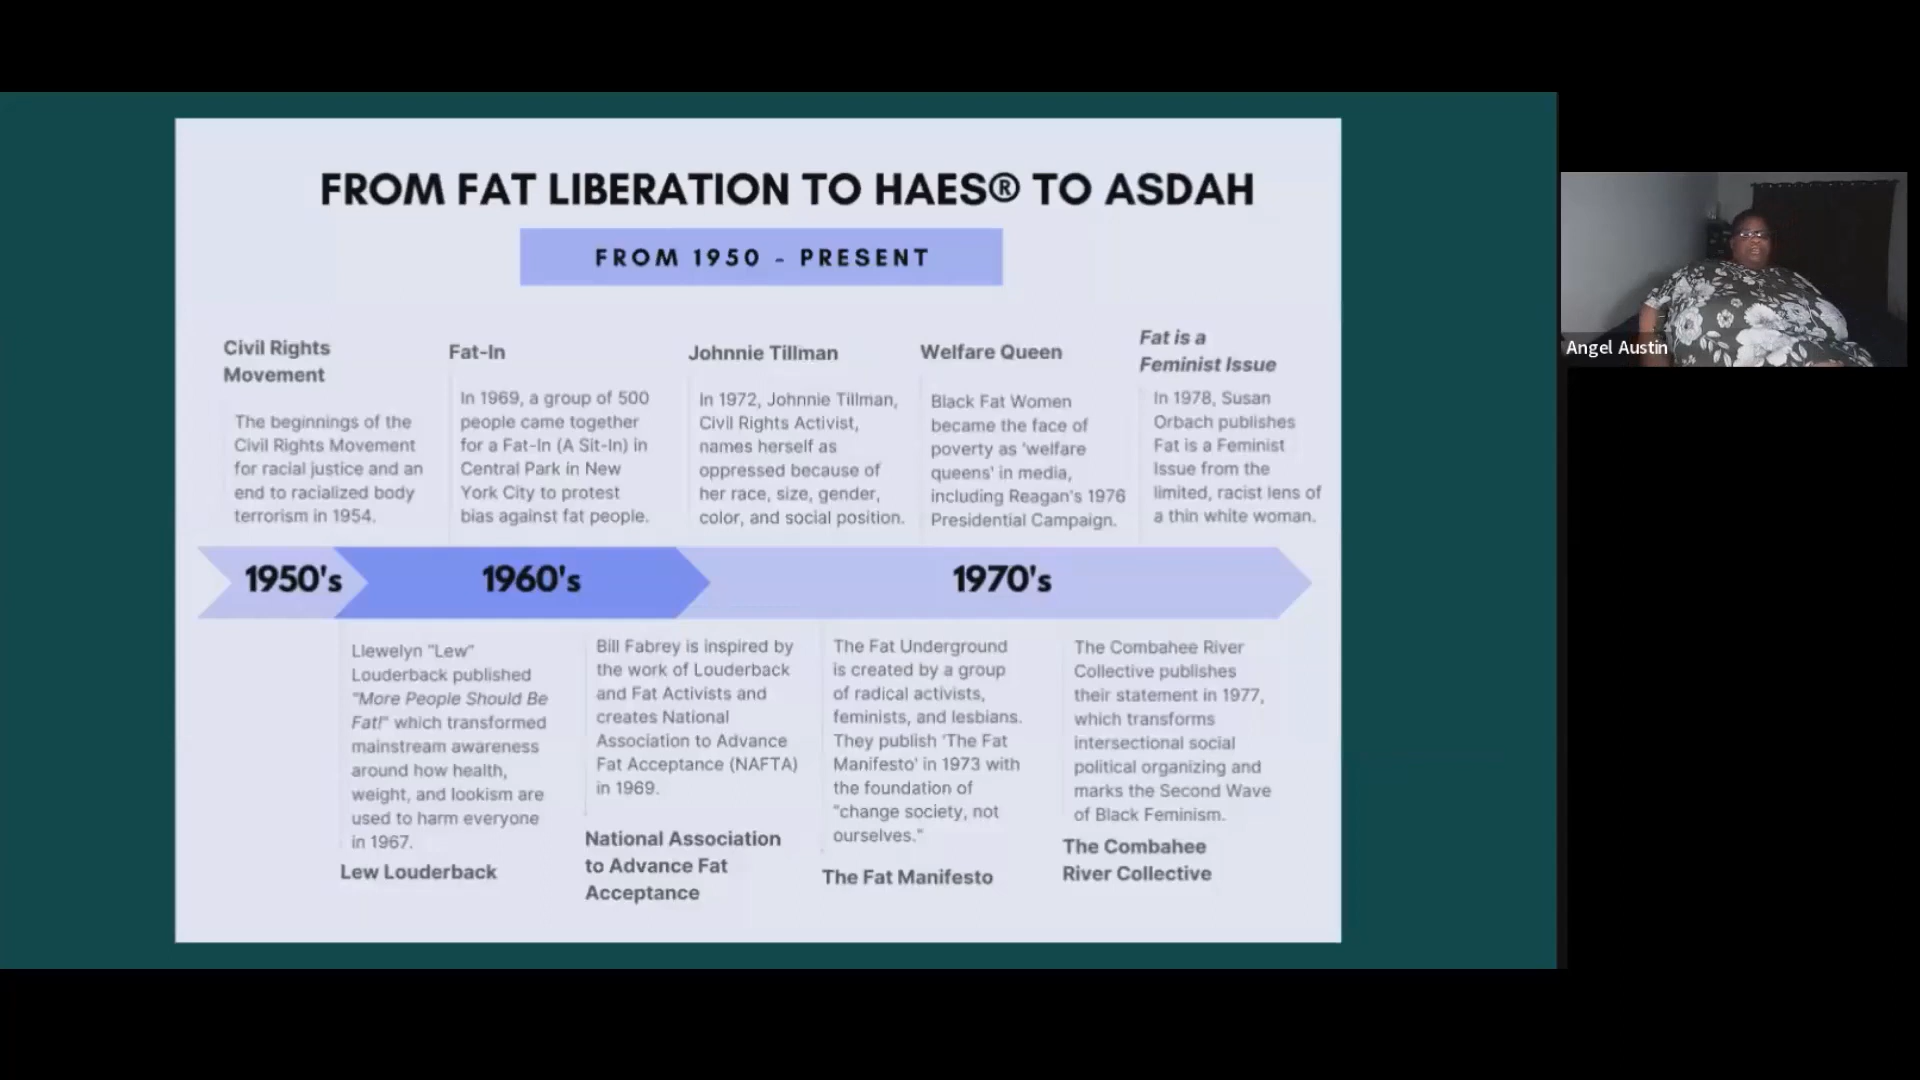 FROM FAT LIBERATION TO HAES® TO ASDAH
FROM 1950 - PRESENT
Civil Rights
Movement
The beginnings of the
Civil Rights Movement
for racial justice and an
end to racialized body
terrorism in 1954.
Fat-In
In 1969, a group of 500
people came together
for a Fat-In (A Sit-In) in
Central Park in New
York City to protest
bias against fat people.
Johnnie Tillman
In 1972, Johnnie Tillman,
Civil Rights Activist,
names herself as
oppressed because of
her race, size, gender,
color, and social position.
Welfare Queen
Black Fat Women
became the face of
poverty as 'welfare
queens' in media,
including Reagan's 1976
Presidential Campaign.
Fat is a
Feminist Issue
In 1978, Susan
Orbach publishes
Fat is a Feminist
Issue from the
limited, racist lens of
a thin white woman.
1950's
1960's
1970's
Llewelyn "Lew"
Louderback published
"More People Should Be
Fat!" which transformed
mainstream awareness
around how health,
weight, and lookism are
used to harm everyone
in 1967.
Lew Louderback
Bill Fabrey is inspired by
the work of Louderback
and Fat Activists and
creates National
Association to Advance
Fat Acceptance (NAFTA)
in 1969.
National Association
to Advance Fat
Acceptance
The Fat Underground
is created by a group
of radical activists,
feminists, and lesbians.
They publish 'The Fat
Manifesto' in 1973 with
the foundation of
"change society, not
ourselves."
The Fat Manifesto
The Combahee River
Collective publishes
their statement in 1977,
which transforms
intersectional social
political organizing and
marks the Second Wave
of Black Feminism.
The Combahee
River Collective
Angel Austin